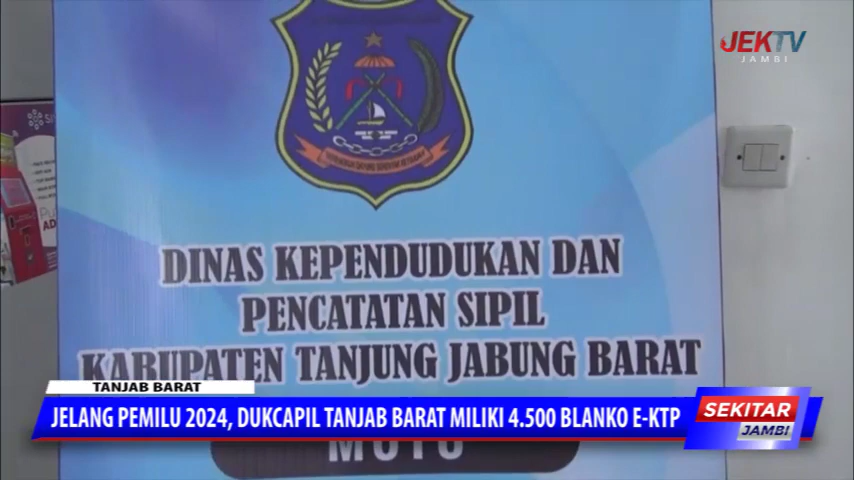 JEKTV
JAMBI
DINAS KEPENDUDUKAN DAN
PENCATATAN SIPIL
KABUPATEN TANJUNG JABUNG BARAT
TANJAB BARAT
JELANG PEMILU 2024, DUKCAPIL TANJAB BARAT MILIKI 4.500 BLANKO E-KTP
SEKITAR
JAMBI
MOTO